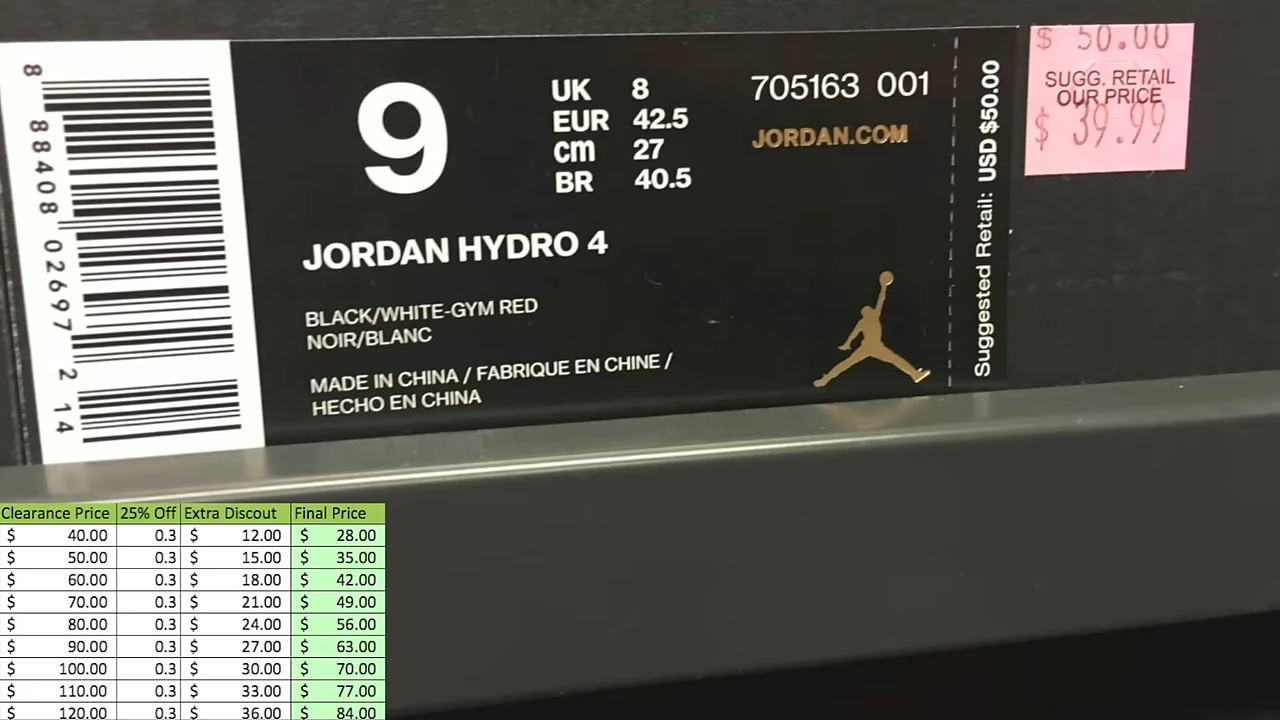 8 88408 02697 2 14
9
UK 8
EUR 42.5
cm 27
BR 40.5
705163 001
JORDAN.COM
JORDAN HYDRO 4
BLACK/WHITE-GYM RED
NOIR/BLANC
MADE IN CHINA / FABRIQUE EN CHINE /
HECHO EN CHINA
Suggested Retail: USD $50.00
$ 50.00
SUGG. RETAIL
OUR PRICE
$ 39.99
Clearance Price 25% Off Extra Discout Final Price
$ 40.00 0.3 $ 12.00 $ 28.00
$ 50.00 0.3 $ 15.00 $ 35.00
$ 60.00 0.3 $ 18.00 $ 42.00
$ 70.00 0.3 $ 21.00 $ 49.00
$ 80.00 0.3 $ 24.00 $ 56.00
$ 90.00 0.3 $ 27.00 $ 63.00
$ 100.00 0.3 $ 30.00 $ 70.00
$ 110.00 0.3 $ 33.00 $ 77.00
$ 120.00 0.3 $ 36.00 $ 84.00